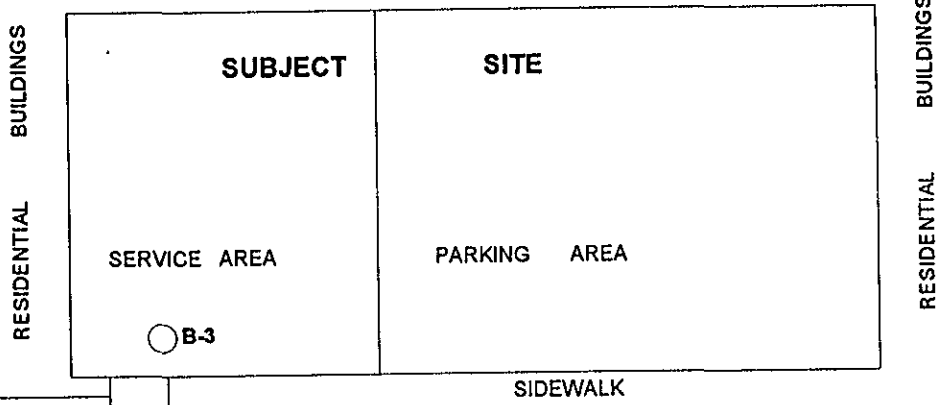 RESIDENTIAL BUILDINGS
SUBJECT SITE
SERVICE AREA
PARKING AREA
B-3
SIDEWALK
RESIDENTIAL BUILDINGS